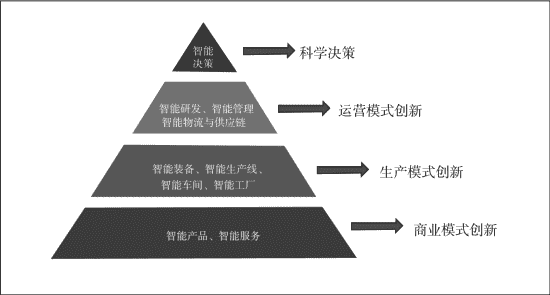 智能
决策
科学决策
智能研发、智能管理
智能物流与供应链
运营模式创新
智能装备、智能生产线、
智能车间、智能工厂
生产模式创新
智能产品、智能服务
商业模式创新